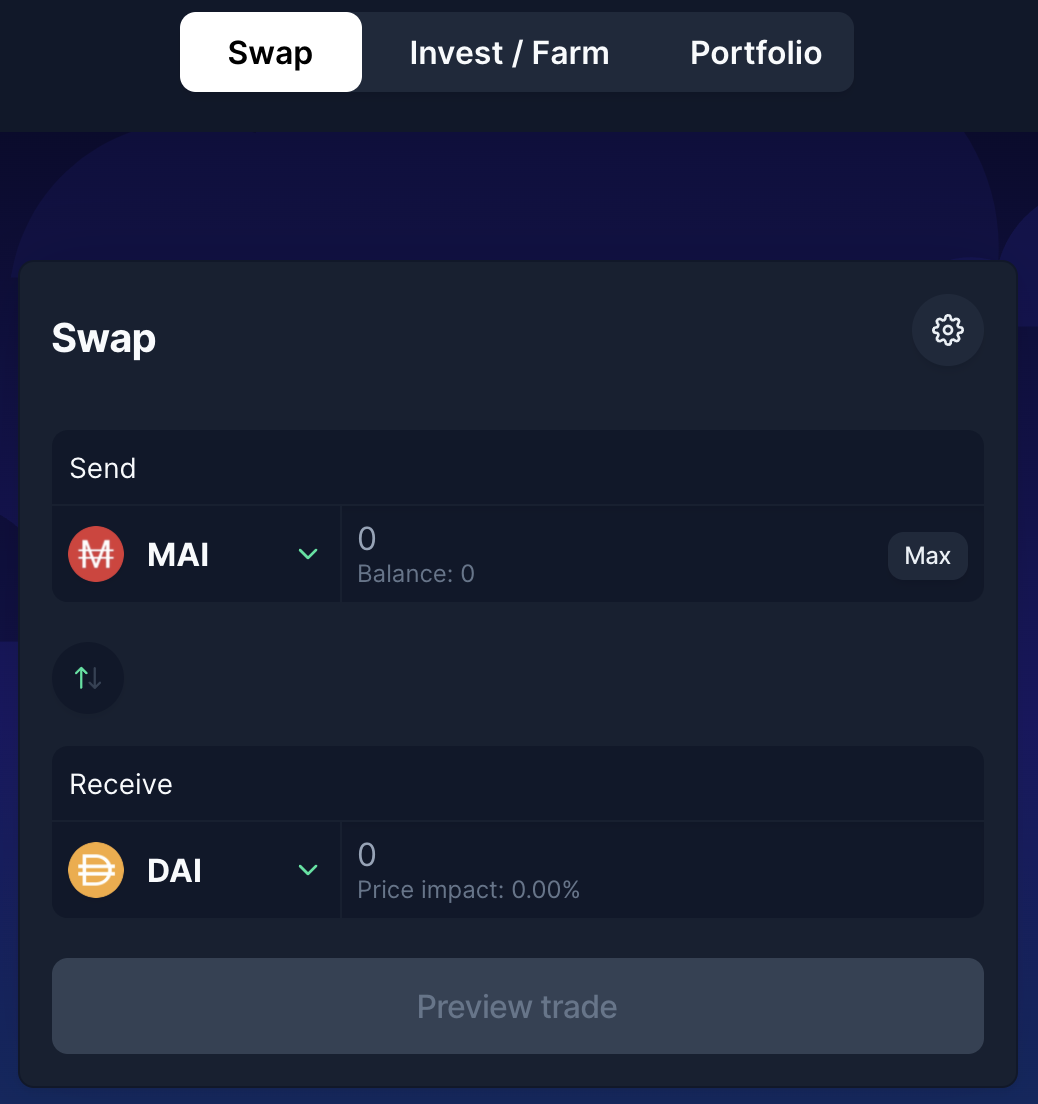 Swap Invest / Farm Portfolio
Swap
Send
MAI 0
Balance: 0 Max
Receive
DAI 0
Price impact: 0.00%
Preview trade